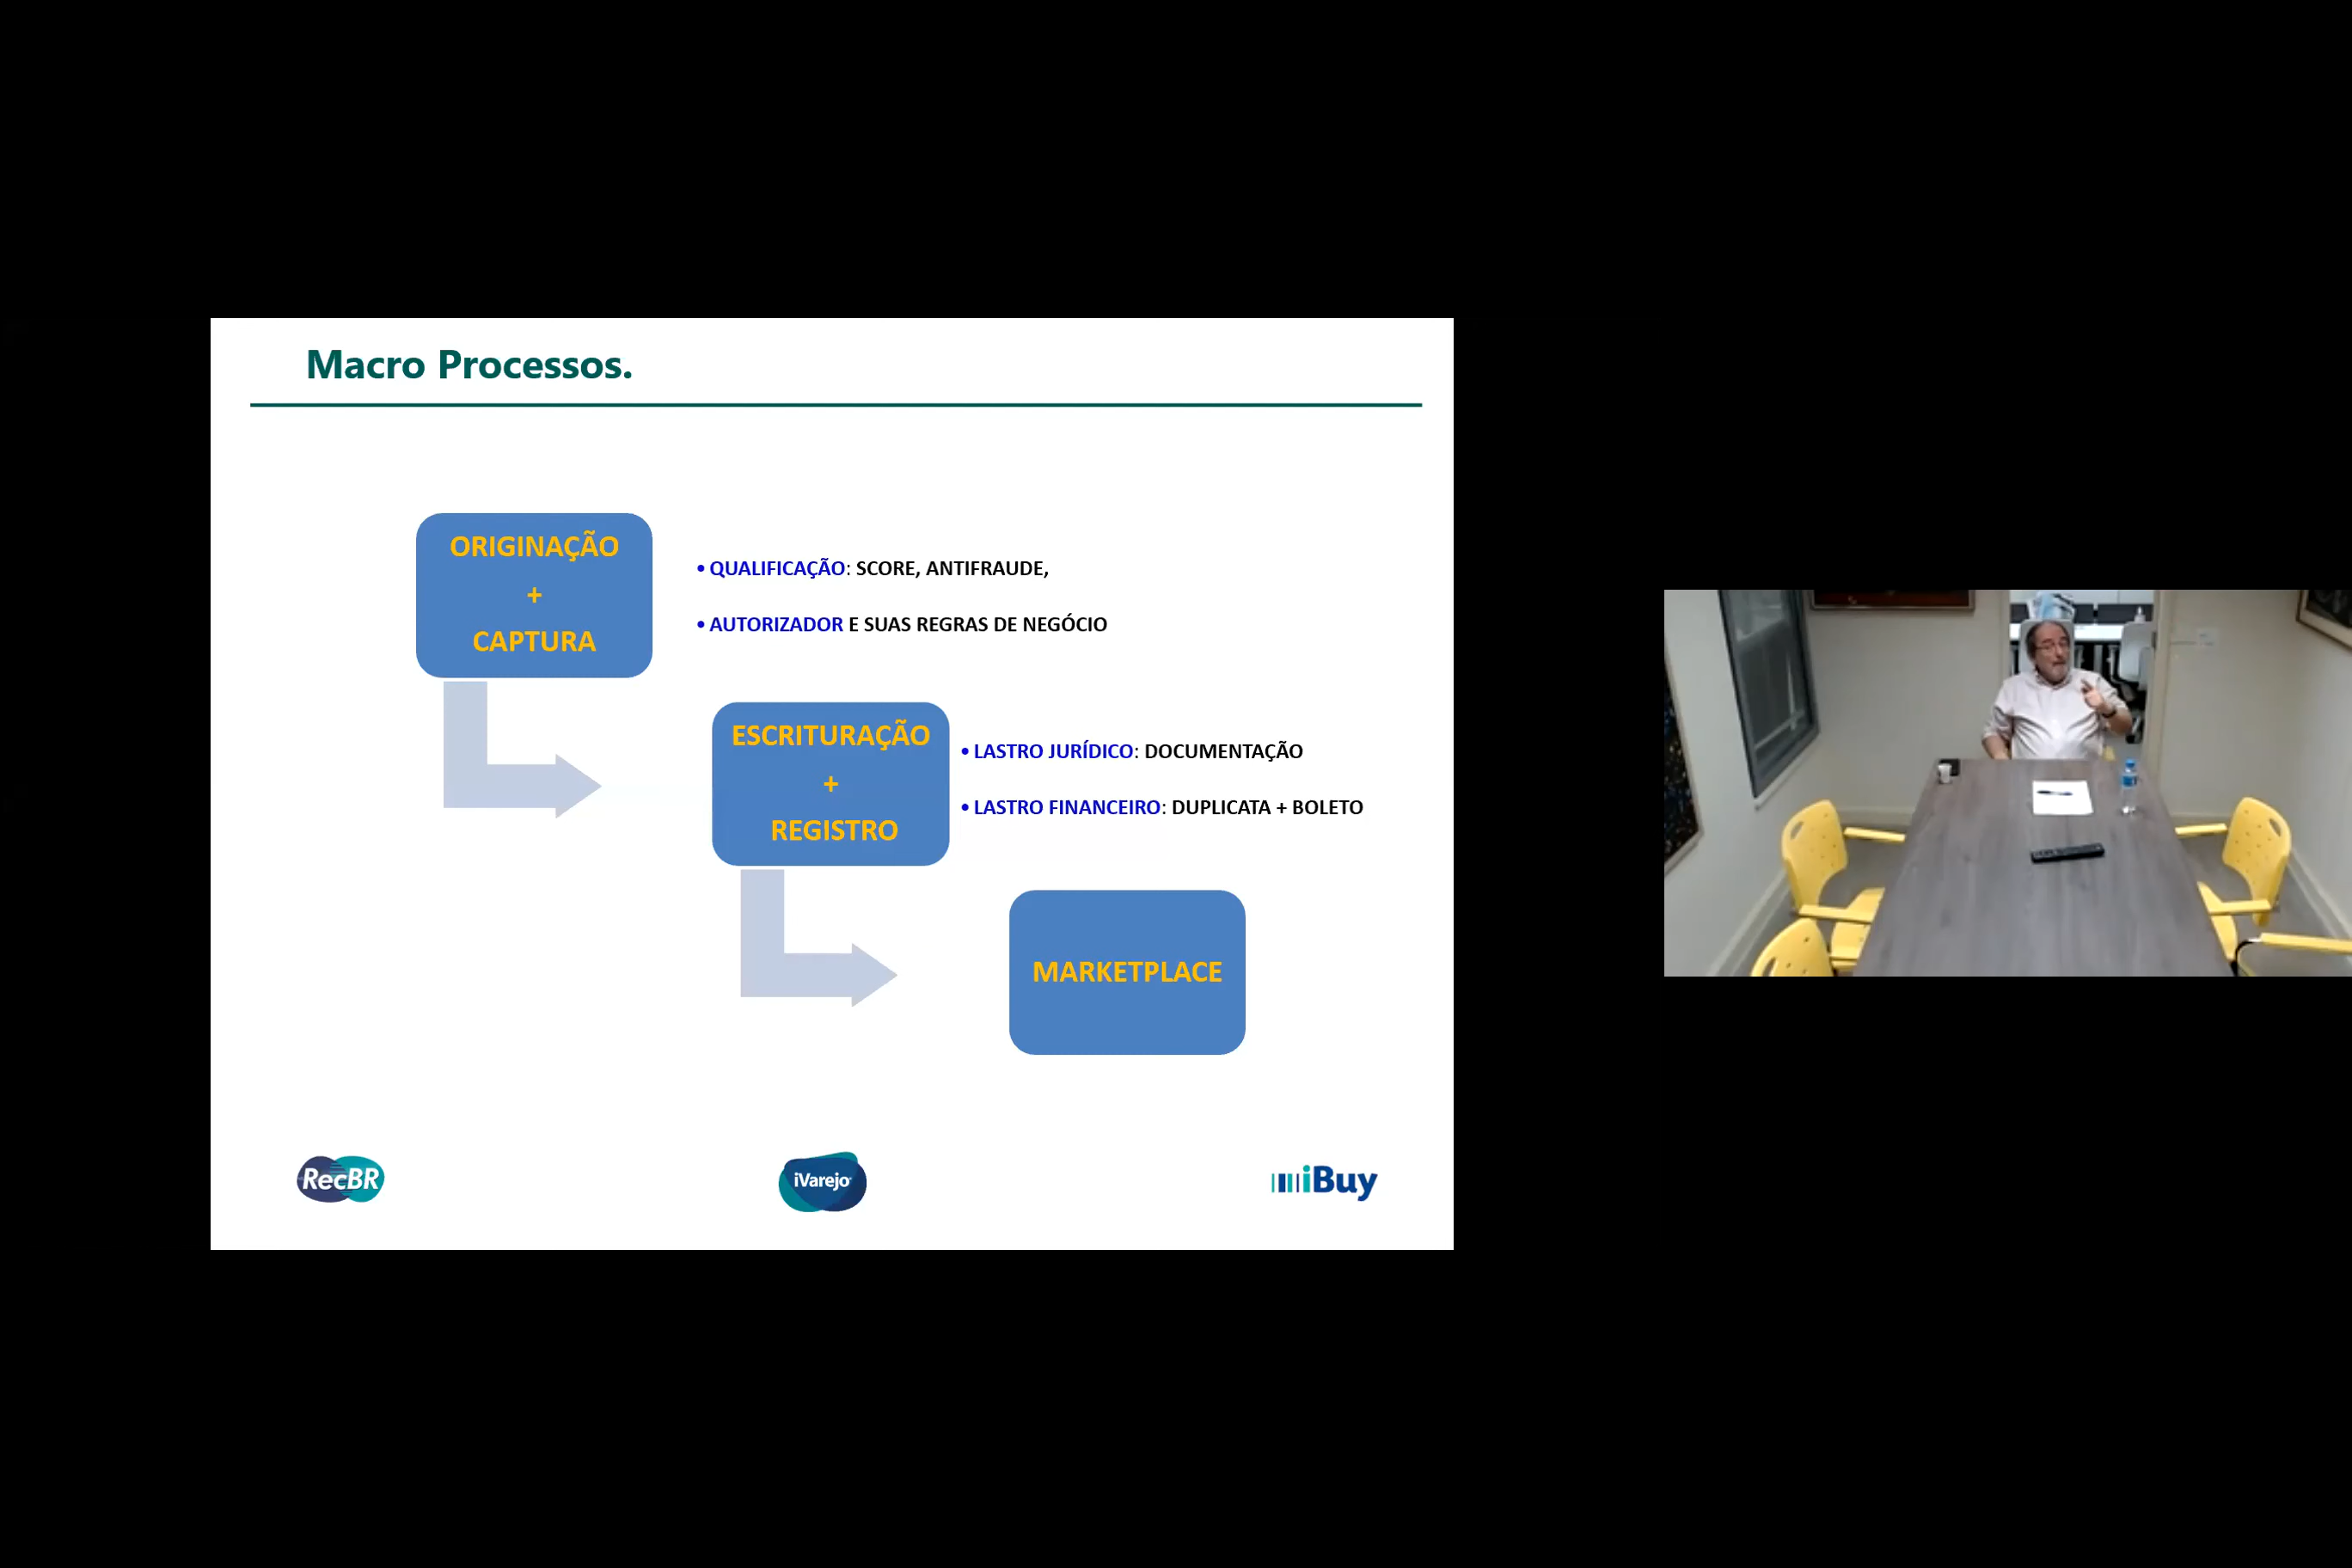 Macro Processos.
ORIGINAÇÃO
+
CAPTURA
• QUALIFICAÇÃO: SCORE, ANTIFRAUDE,
• AUTORIZADOR E SUAS REGRAS DE NEGÓCIO
ESCRITURAÇÃO
+
REGISTRO
• LASTRO JURÍDICO: DOCUMENTAÇÃO
• LASTRO FINANCEIRO: DUPLICATA + BOLETO
MARKETPLACE
RecBR
iVarejo
iBuy